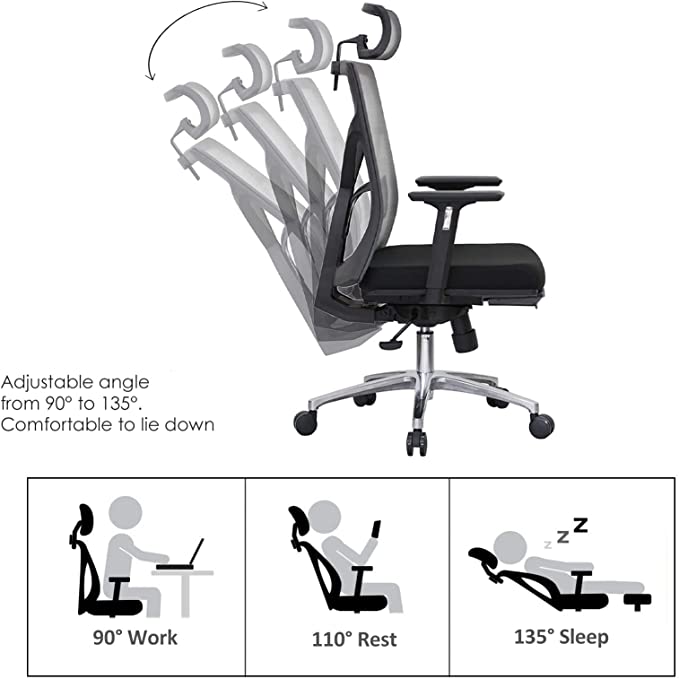 Adjustable angle
from 90° to 135°.
Comfortable to lie down
z z Z
90° Work
110° Rest
135° Sleep